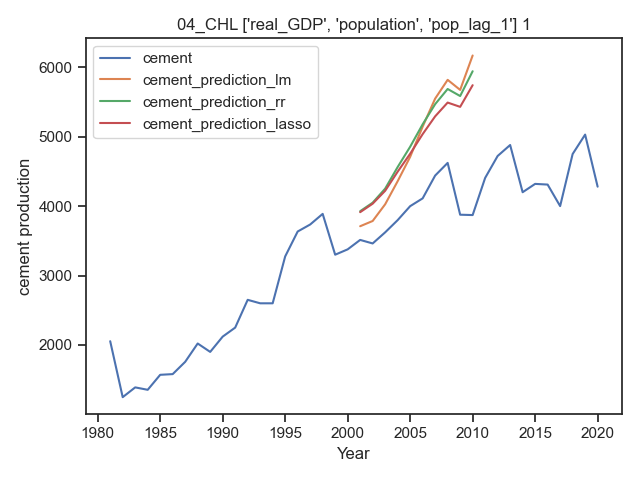 04_CHL ['real_GDP', 'population', 'pop_lag_1'] 1
cement
cement_prediction_lm
cement_prediction_rr
cement_prediction_lasso
6000
5000
4000
3000
2000
cement production
1980 1985 1990 1995 2000 2005 2010 2015 2020
Year